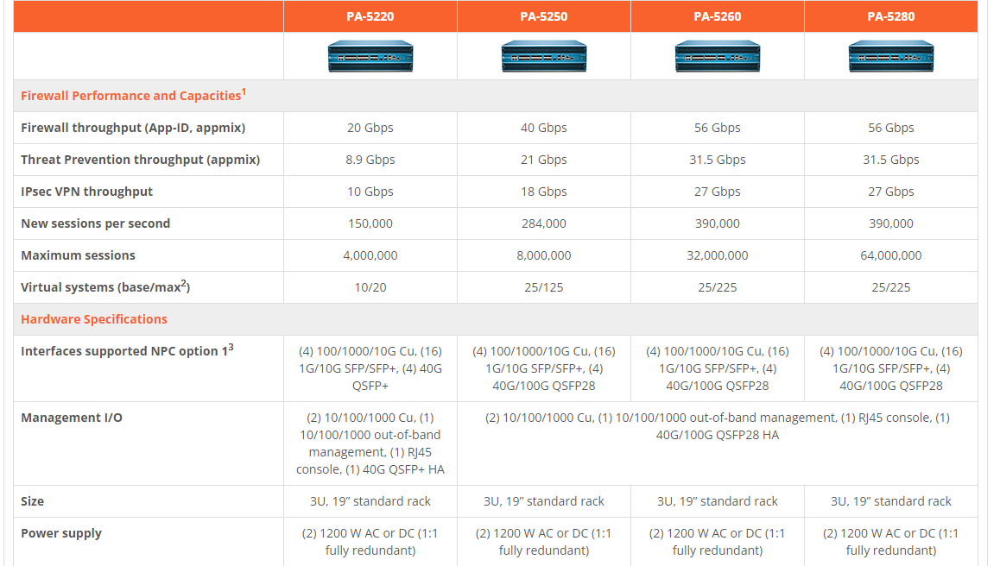 PA-5220 PA-5250 PA-5260 PA-5280
Firewall Performance and Capacities1
Firewall throughput (App-ID, appmix) 20 Gbps 40 Gbps 56 Gbps 56 Gbps
Threat Prevention throughput (appmix) 8.9 Gbps 21 Gbps 31.5 Gbps 31.5 Gbps
IPsec VPN throughput 10 Gbps 18 Gbps 27 Gbps 27 Gbps
New sessions per second 150,000 284,000 390,000 390,000
Maximum sessions 4,000,000 8,000,000 32,000,000 64,000,000
Virtual systems (base/max2) 10/20 25/125 25/225 25/225
Hardware Specifications
Interfaces supported NPC option 13 (4) 100/1000/10G Cu, (16) (4) 100/1000/10G Cu, (16) (4) 100/1000/10G Cu, (16) (4) 100/1000/10G Cu, (16)
1G/10G SFP/SFP+, (4) 40G 1G/10G SFP/SFP+, (4) 1G/10G SFP/SFP+, (4) 1G/10G SFP/SFP+, (4)
QSFP+ 40G/100G QSFP28 40G/100G QSFP28 40G/100G QSFP28
Management I/O (2) 10/100/1000 Cu, (1) (2) 10/100/1000 Cu, (1) 10/100/1000 out-of-band management, (1) RJ45 console, (1)
10/100/1000 out-of-band 40G/100G QSFP28 HA
management, (1) RJ45
console, (1) 40G QSFP+ HA
Size 3U, 19” standard rack 3U, 19” standard rack 3U, 19” standard rack 3U, 19” standard rack
Power supply (2) 1200 W AC or DC (1:1 (2) 1200 W AC or DC (1:1 (2) 1200 W AC or DC (1:1 (2) 1200 W AC or DC (1:1
fully redundant) fully redundant) fully redundant) fully redundant)